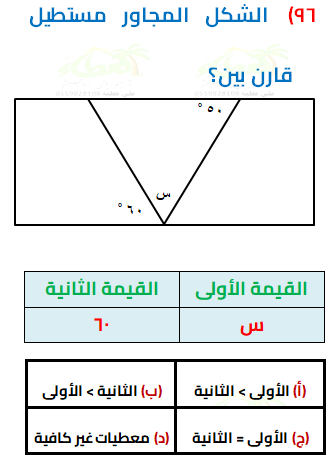 ٩٦) الشكل المجاور مستطيل
قارن بين؟
٥٠°
س
٦٠°
القيمة الأولى القيمة الثانية
س ٦٠
(أ) الأولى > الثانية (ب) الثانية > الأولى
(ج) الأولى = الثانية (د) معطيات غير كافية